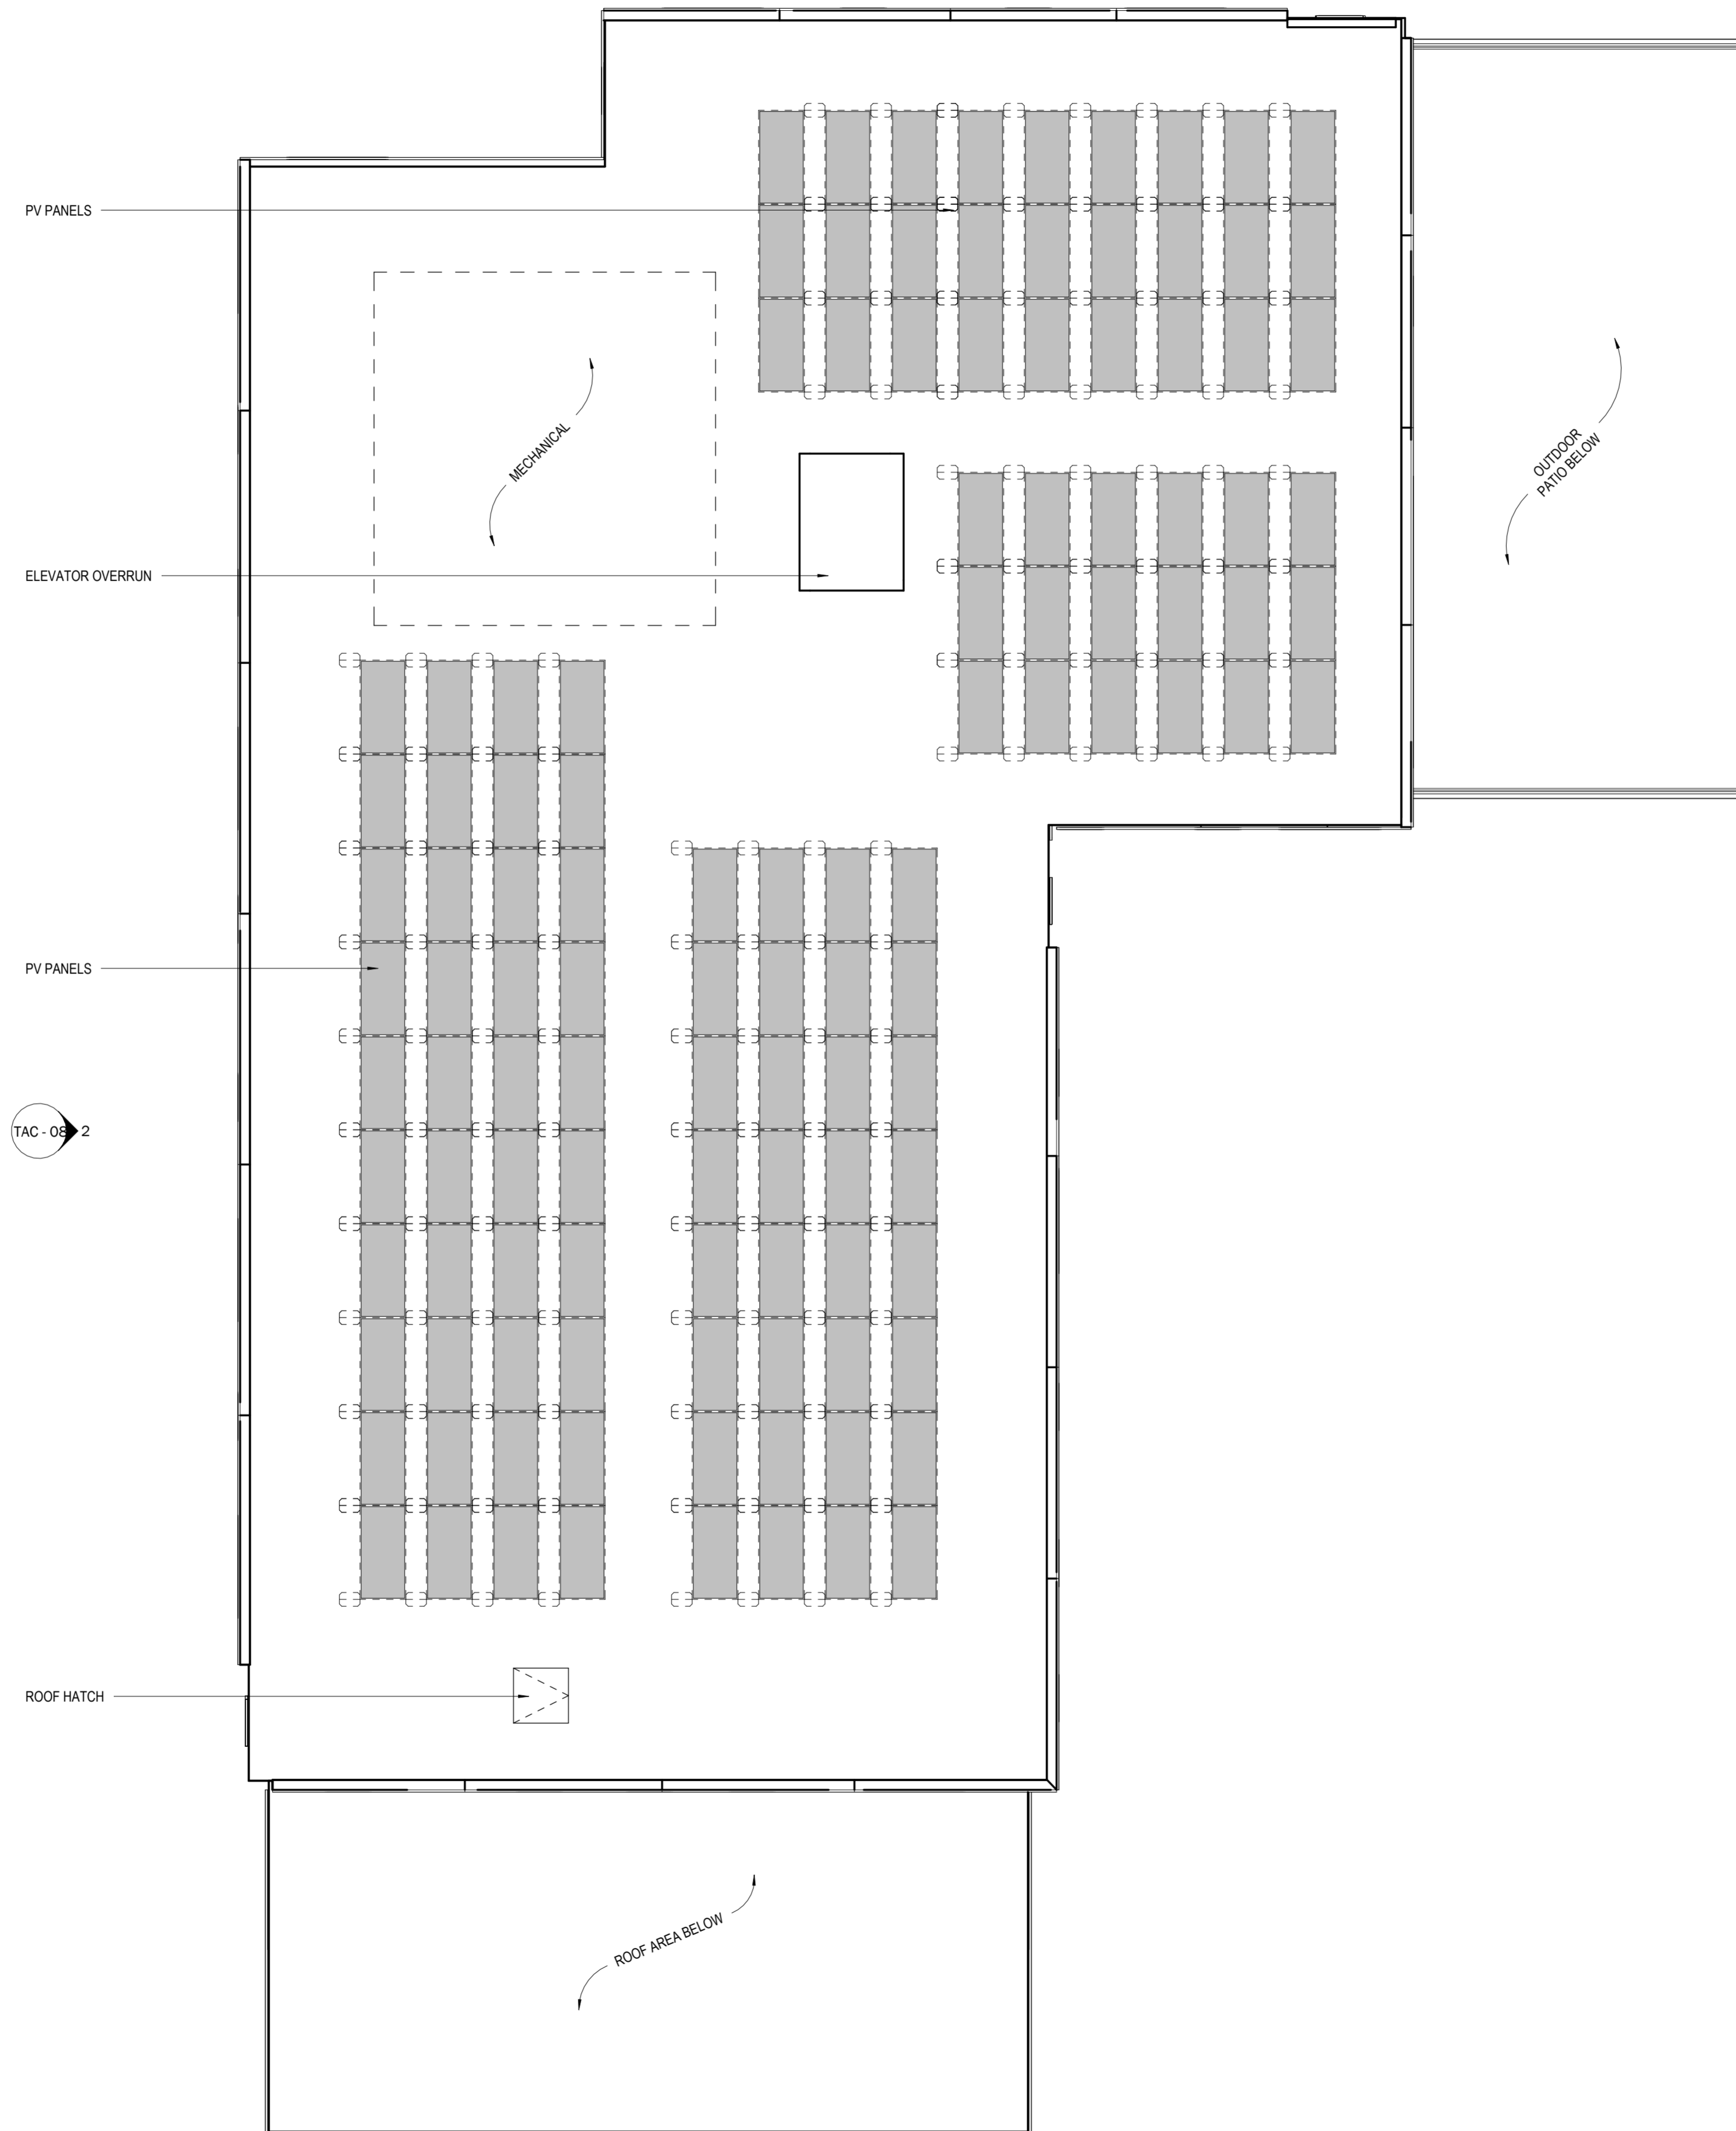 PV PANELS
MECHANICAL
OUTDOOR
PATIO BELOW
ELEVATOR OVERRUN
PV PANELS
TAC - 08 2
ROOF HATCH
ROOF AREA BELOW